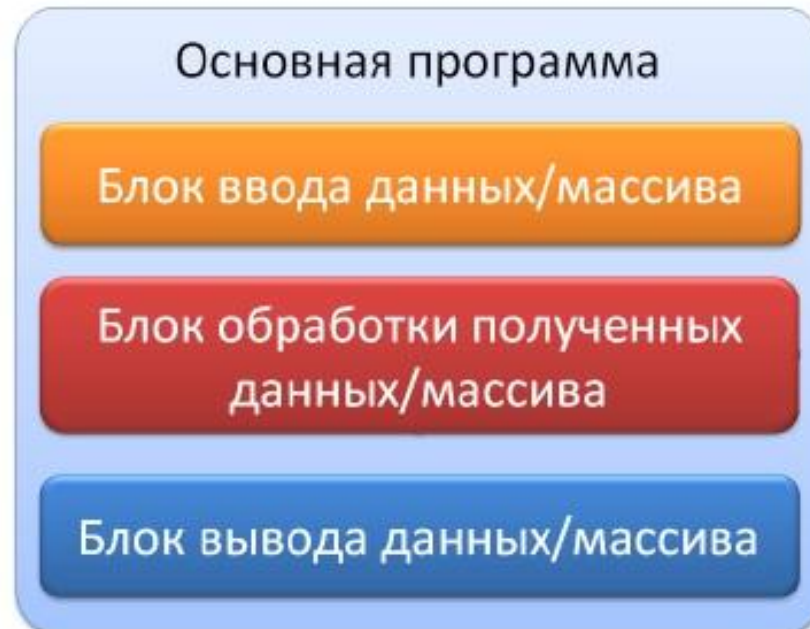 Основная программа
Блок ввода данных/массива
Блок обработки полученных
данных/массива
Блок вывода данных/массива